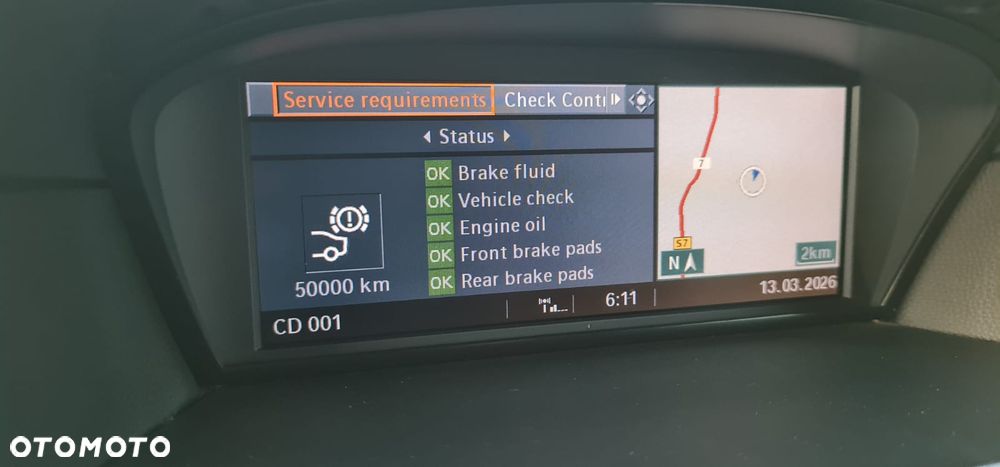 Service requirements Check Conti
Status
OK Brake fluid
OK Vehicle check
OK Engine oil
OK Front brake pads
OK Rear brake pads
50000 km
7
S7
N
2km
6:11
13.03.2026
CD 001
OTOMOTO